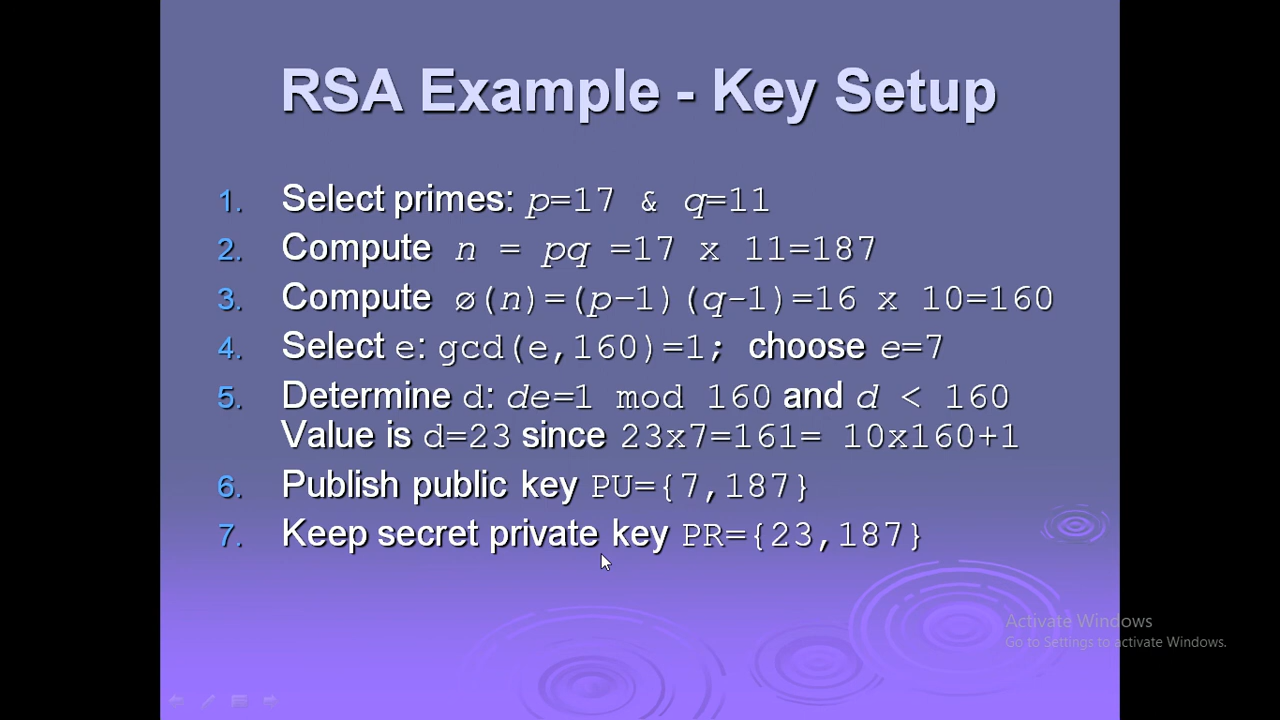 RSA Example - Key Setup
1. Select primes: p=17 & q=11
2. Compute n = pq =17 x 11=187
3. Compute ø(n)=(p–1)(q-1)=16 x 10=160
4. Select e: gcd(e,160)=1; choose e=7
5. Determine d: de=1 mod 160 and d < 160
Value is d=23 since 23x7=161= 10x160+1
6. Publish public key PU={7,187}
7. Keep secret private key PR={23,187}
Activate Windows
Go to Settings to activate Windows.